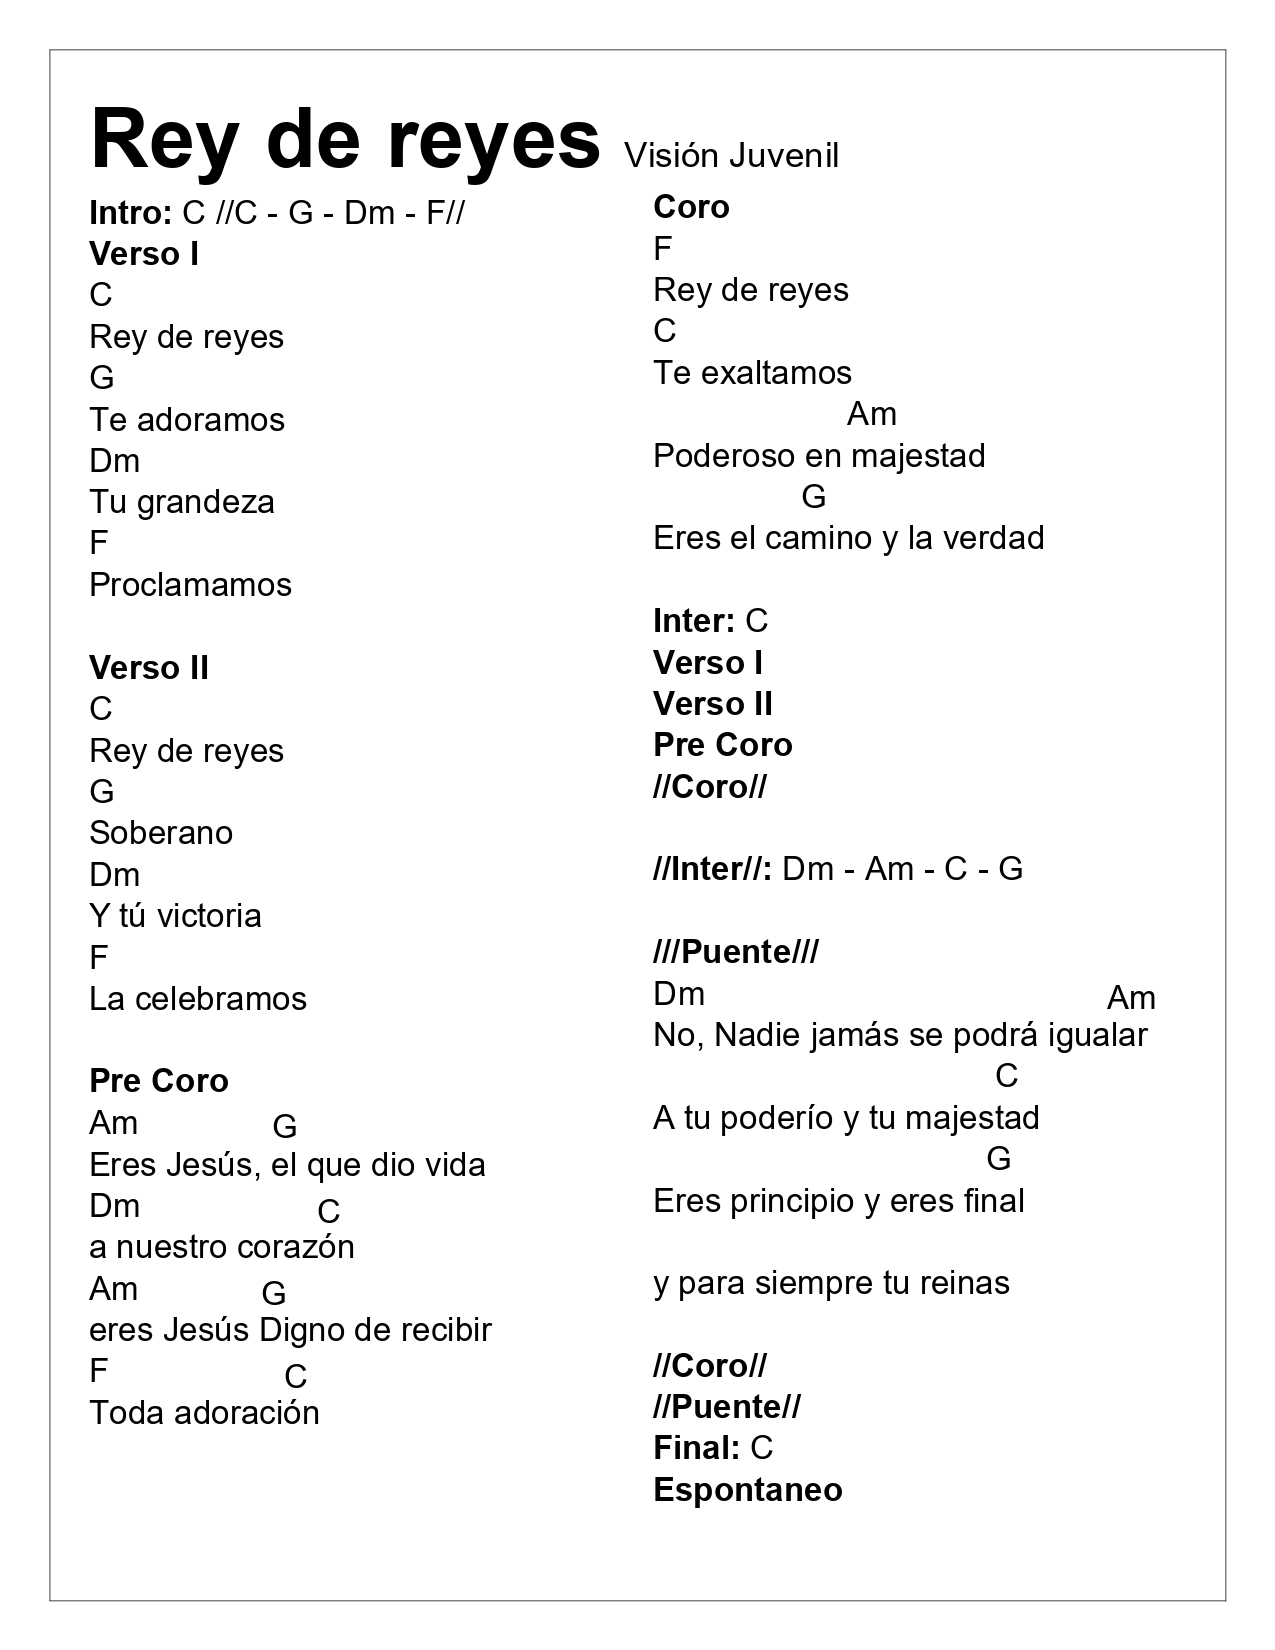 Rey de reyes Visión Juvenil
Intro: C //C - G - Dm - F//
Verso I
C
Rey de reyes
G
Te adoramos
Dm
Tu grandeza
F
Proclamamos
Verso II
C
Rey de reyes
G
Soberano
Dm
Y tú victoria
F
La celebramos
Pre Coro
Am G
Eres Jesús, el que dio vida
Dm C
a nuestro corazón
Am G
eres Jesús Digno de recibir
F C
Toda adoración
Coro
F
Rey de reyes
C
Te exaltamos
Am
Poderoso en majestad
G
Eres el camino y la verdad
Inter: C
Verso I
Verso II
Pre Coro
//Coro//
//Inter//: Dm - Am - C - G
///Puente///
Dm Am
No, Nadie jamás se podrá igualar
C
A tu poderío y tu majestad
G
Eres principio y eres final
y para siempre tu reinas
//Coro//
//Puente//
Final: C
Espontaneo